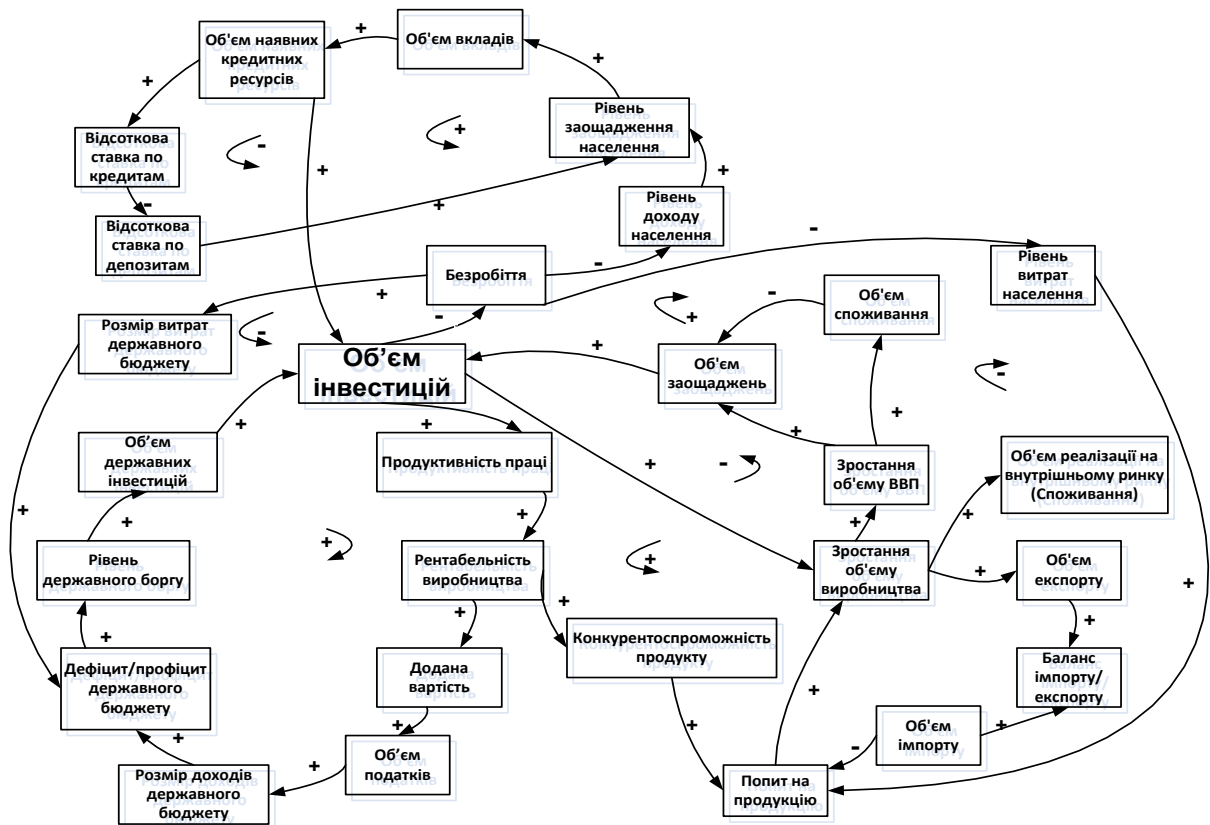 Об'єм наявних
кредитних
ресурсів
Об'єм вкладів
+
+
+
+
Рівень
заощадження
населення
Відсоткова
ставка по
кредитам
-
+
+
+
-
Рівень
доходу
населення
+
Відсоткова
ставка по
депозитам
-
Рівень
витрат
населення
Безробіття
-
+
Об'єм
споживання
-
+
Розмір витрат
державного
бюджету
-
-
Об’єм
інвестицій
+
Об'єм
заощаджень
-
+
+
+
+
Об’єм
державних
інвестицій
Продуктивність праці
+
-
Зростання
об'єму ВВП
Об'єм реалізації на
внутрішньому ринку
(Споживання)
+
+
+
+
+
Рівень
державного боргу
+
Рентабельність
виробництва
+
Зростання
об'єму
виробництва
+
Об'єм
експорту
+
+
+
+
+
Конкурентоспроможність
продукту
Дефіцит/профіцит
державного
бюджету
Додана
вартість
Баланс
імпорту/
експорту
+
+
+
+
+
-
Об'єм
імпорту
Об’єм
податків
+
Розмір доходів
державного
бюджету
Попит на
продукцію